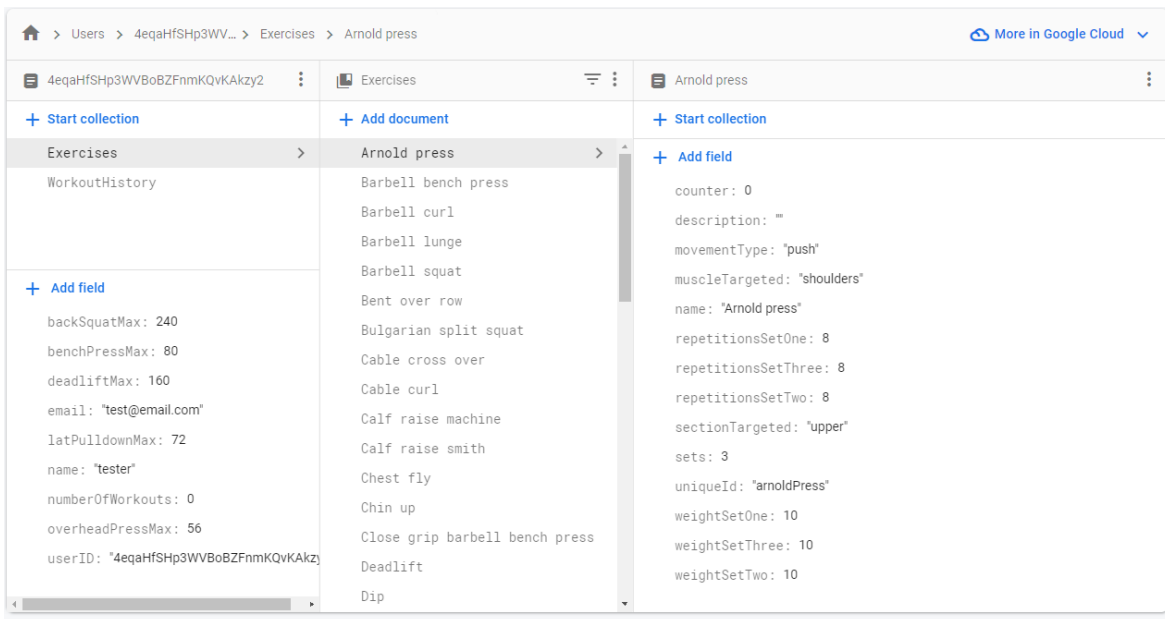 Users > 4eqaHfSHp3WV... > Exercises > Arnold press
More in Google Cloud
4eqaHfSHp3WVBoBZFnmKQvKAkzy2
+ Start collection
Exercises
WorkoutHistory
+ Add field
backSquatMax: 240
benchPressMax: 80
deadliftMax: 160
email: "test@email.com"
latPulldownMax: 72
name: "tester"
numberOfWorkouts: 0
overheadPressMax: 56
userID: "4eqaHfSHp3WVBoBZFnmKQvKAkzy
Exercises
+ Add document
Arnold press
Barbell bench press
Barbell curl
Barbell lunge
Barbell squat
Bent over row
Bulgarian split squat
Cable cross over
Cable curl
Calf raise machine
Calf raise smith
Chest fly
Chin up
Close grip barbell bench press
Deadlift
Dip
Arnold press
+ Start collection
+ Add field
counter: 0
description: ""
movementType: "push"
muscleTargeted: "shoulders"
name: "Arnold press"
repetitionsSetOne: 8
repetitionsSetThree: 8
repetitionsSetTwo: 8
sectionTargeted: "upper"
sets: 3
uniqueId: "arnoldPress"
weightSetOne: 10
weightSetThree: 10
weightSetTwo: 10